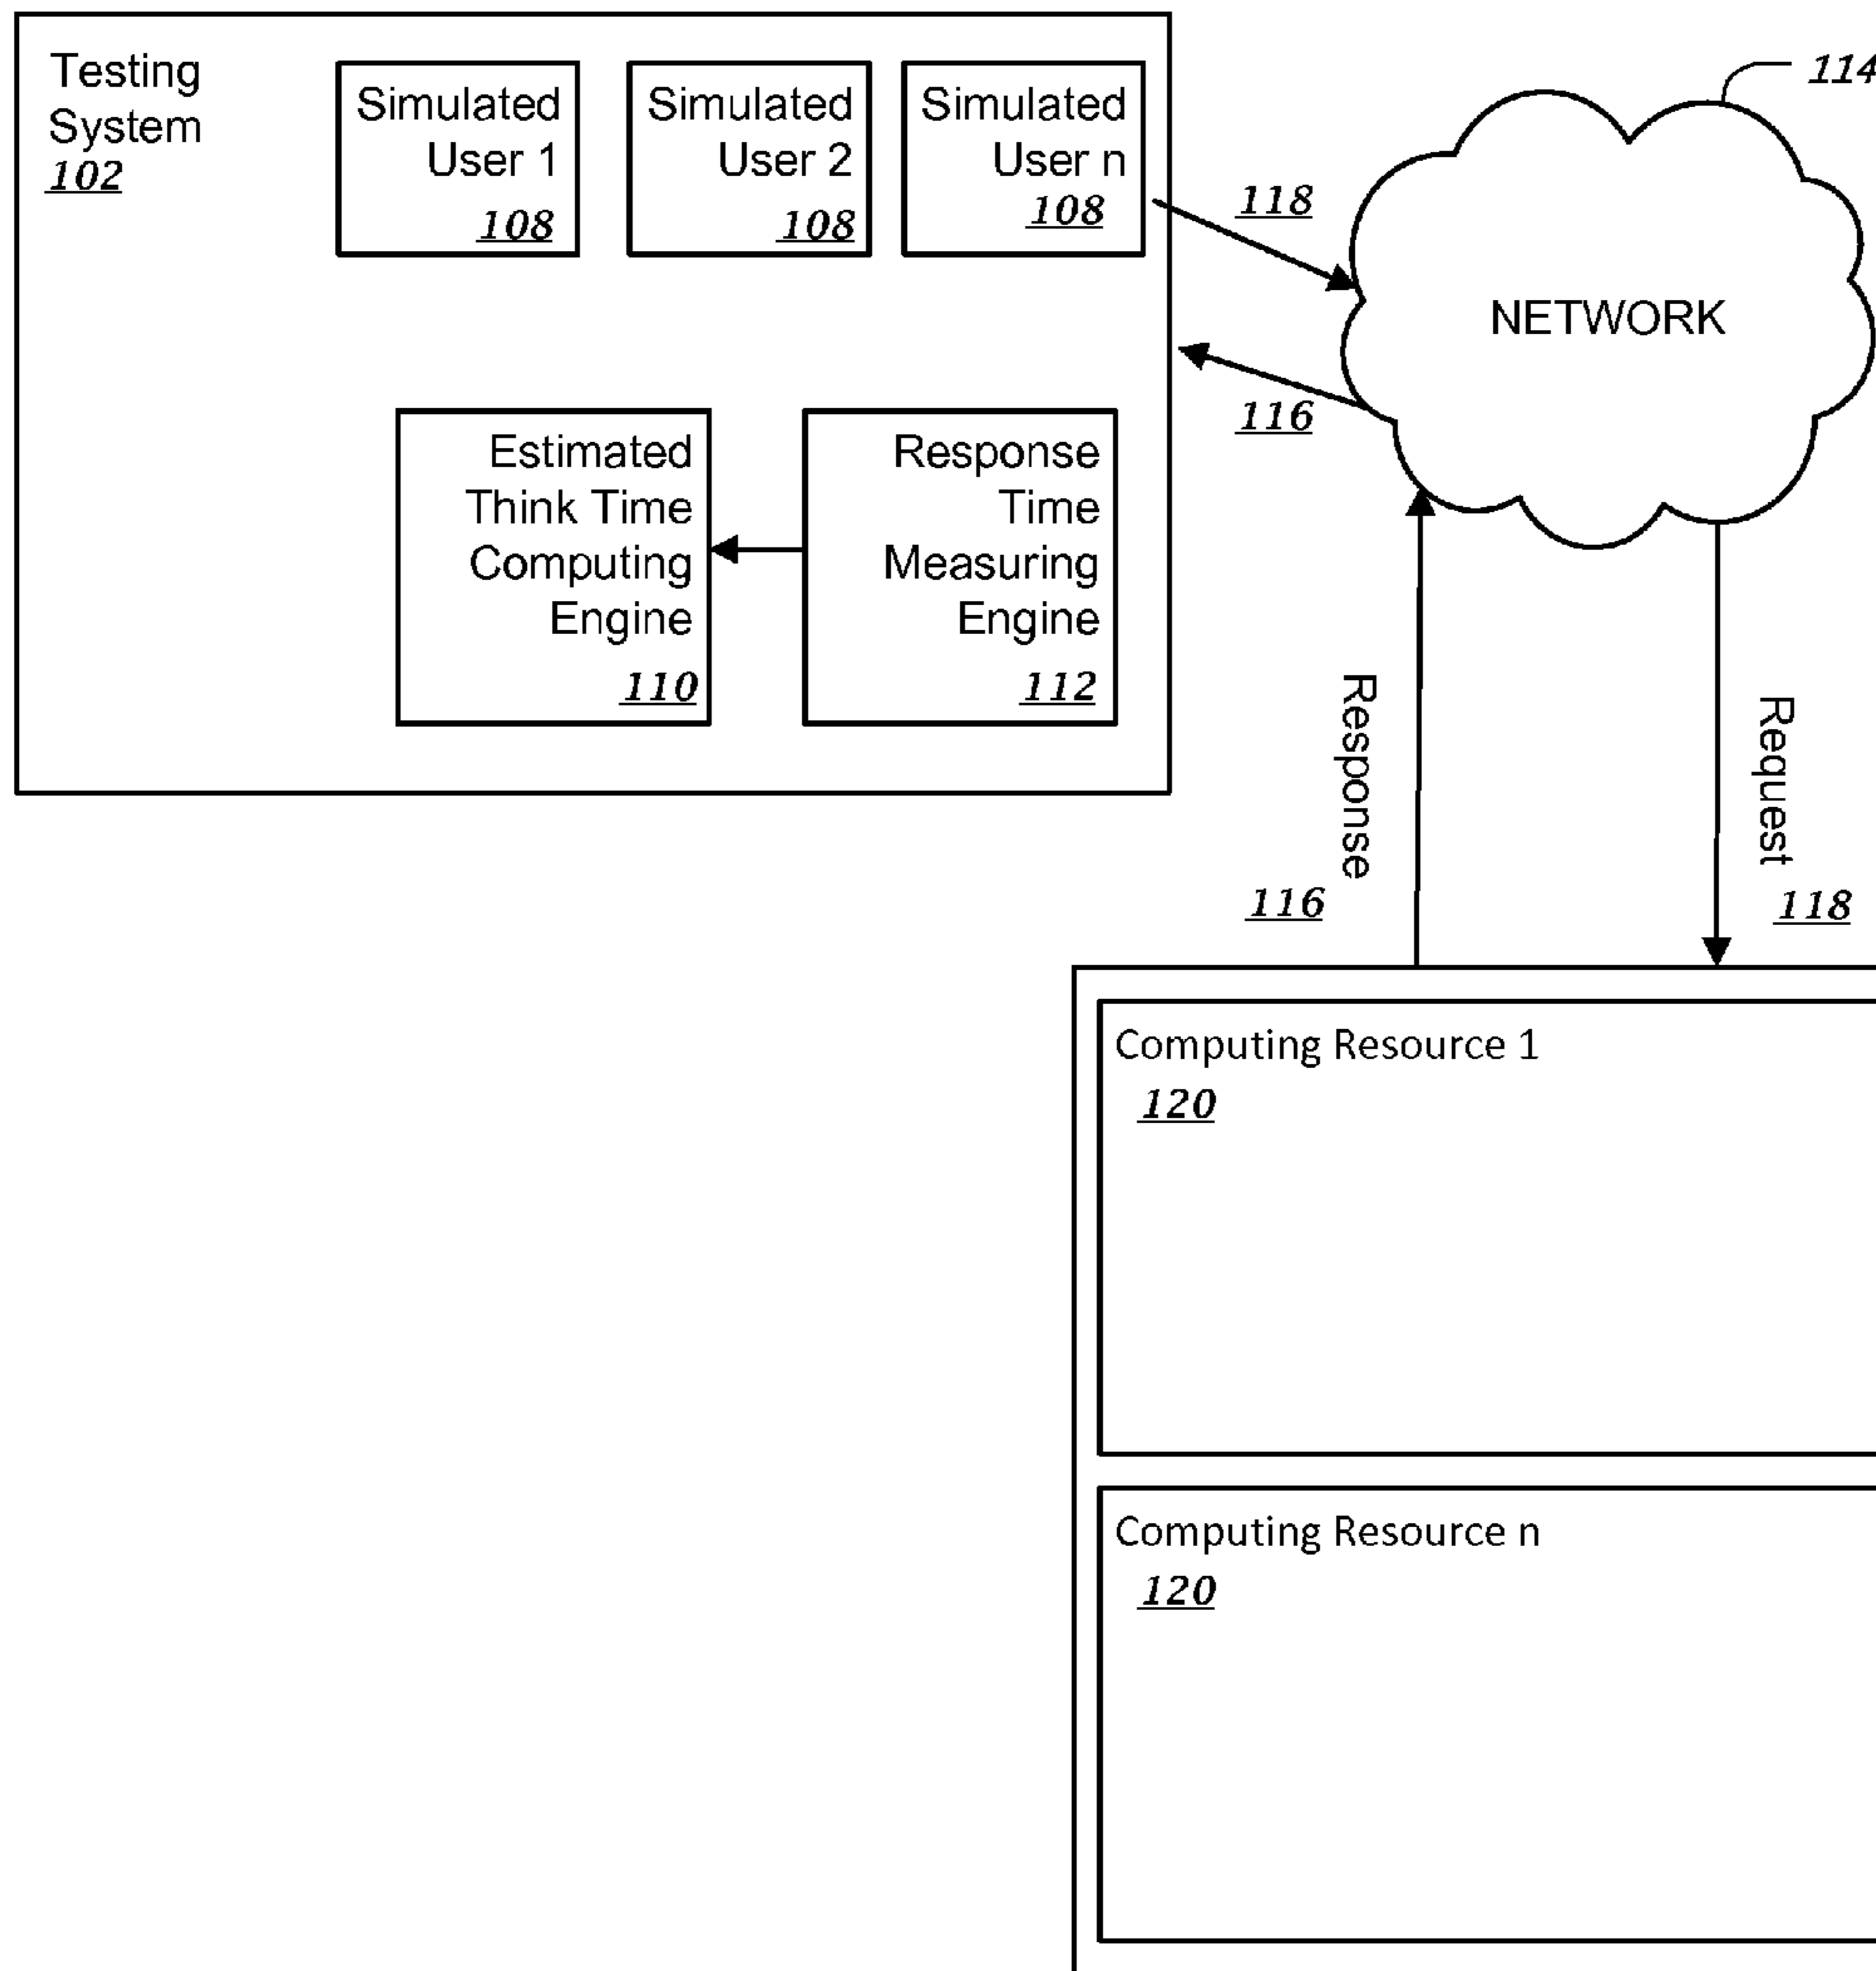 Testing
System
102
Simulated
User 1
108
Simulated
User 2
108
Simulated
User n
108
118
114
NETWORK
116
Estimated
Think Time
Computing
Engine
110
Response
Time
Measuring
Engine
112
Response
116
Request
118
Computing Resource 1
120
Computing Resource n
120